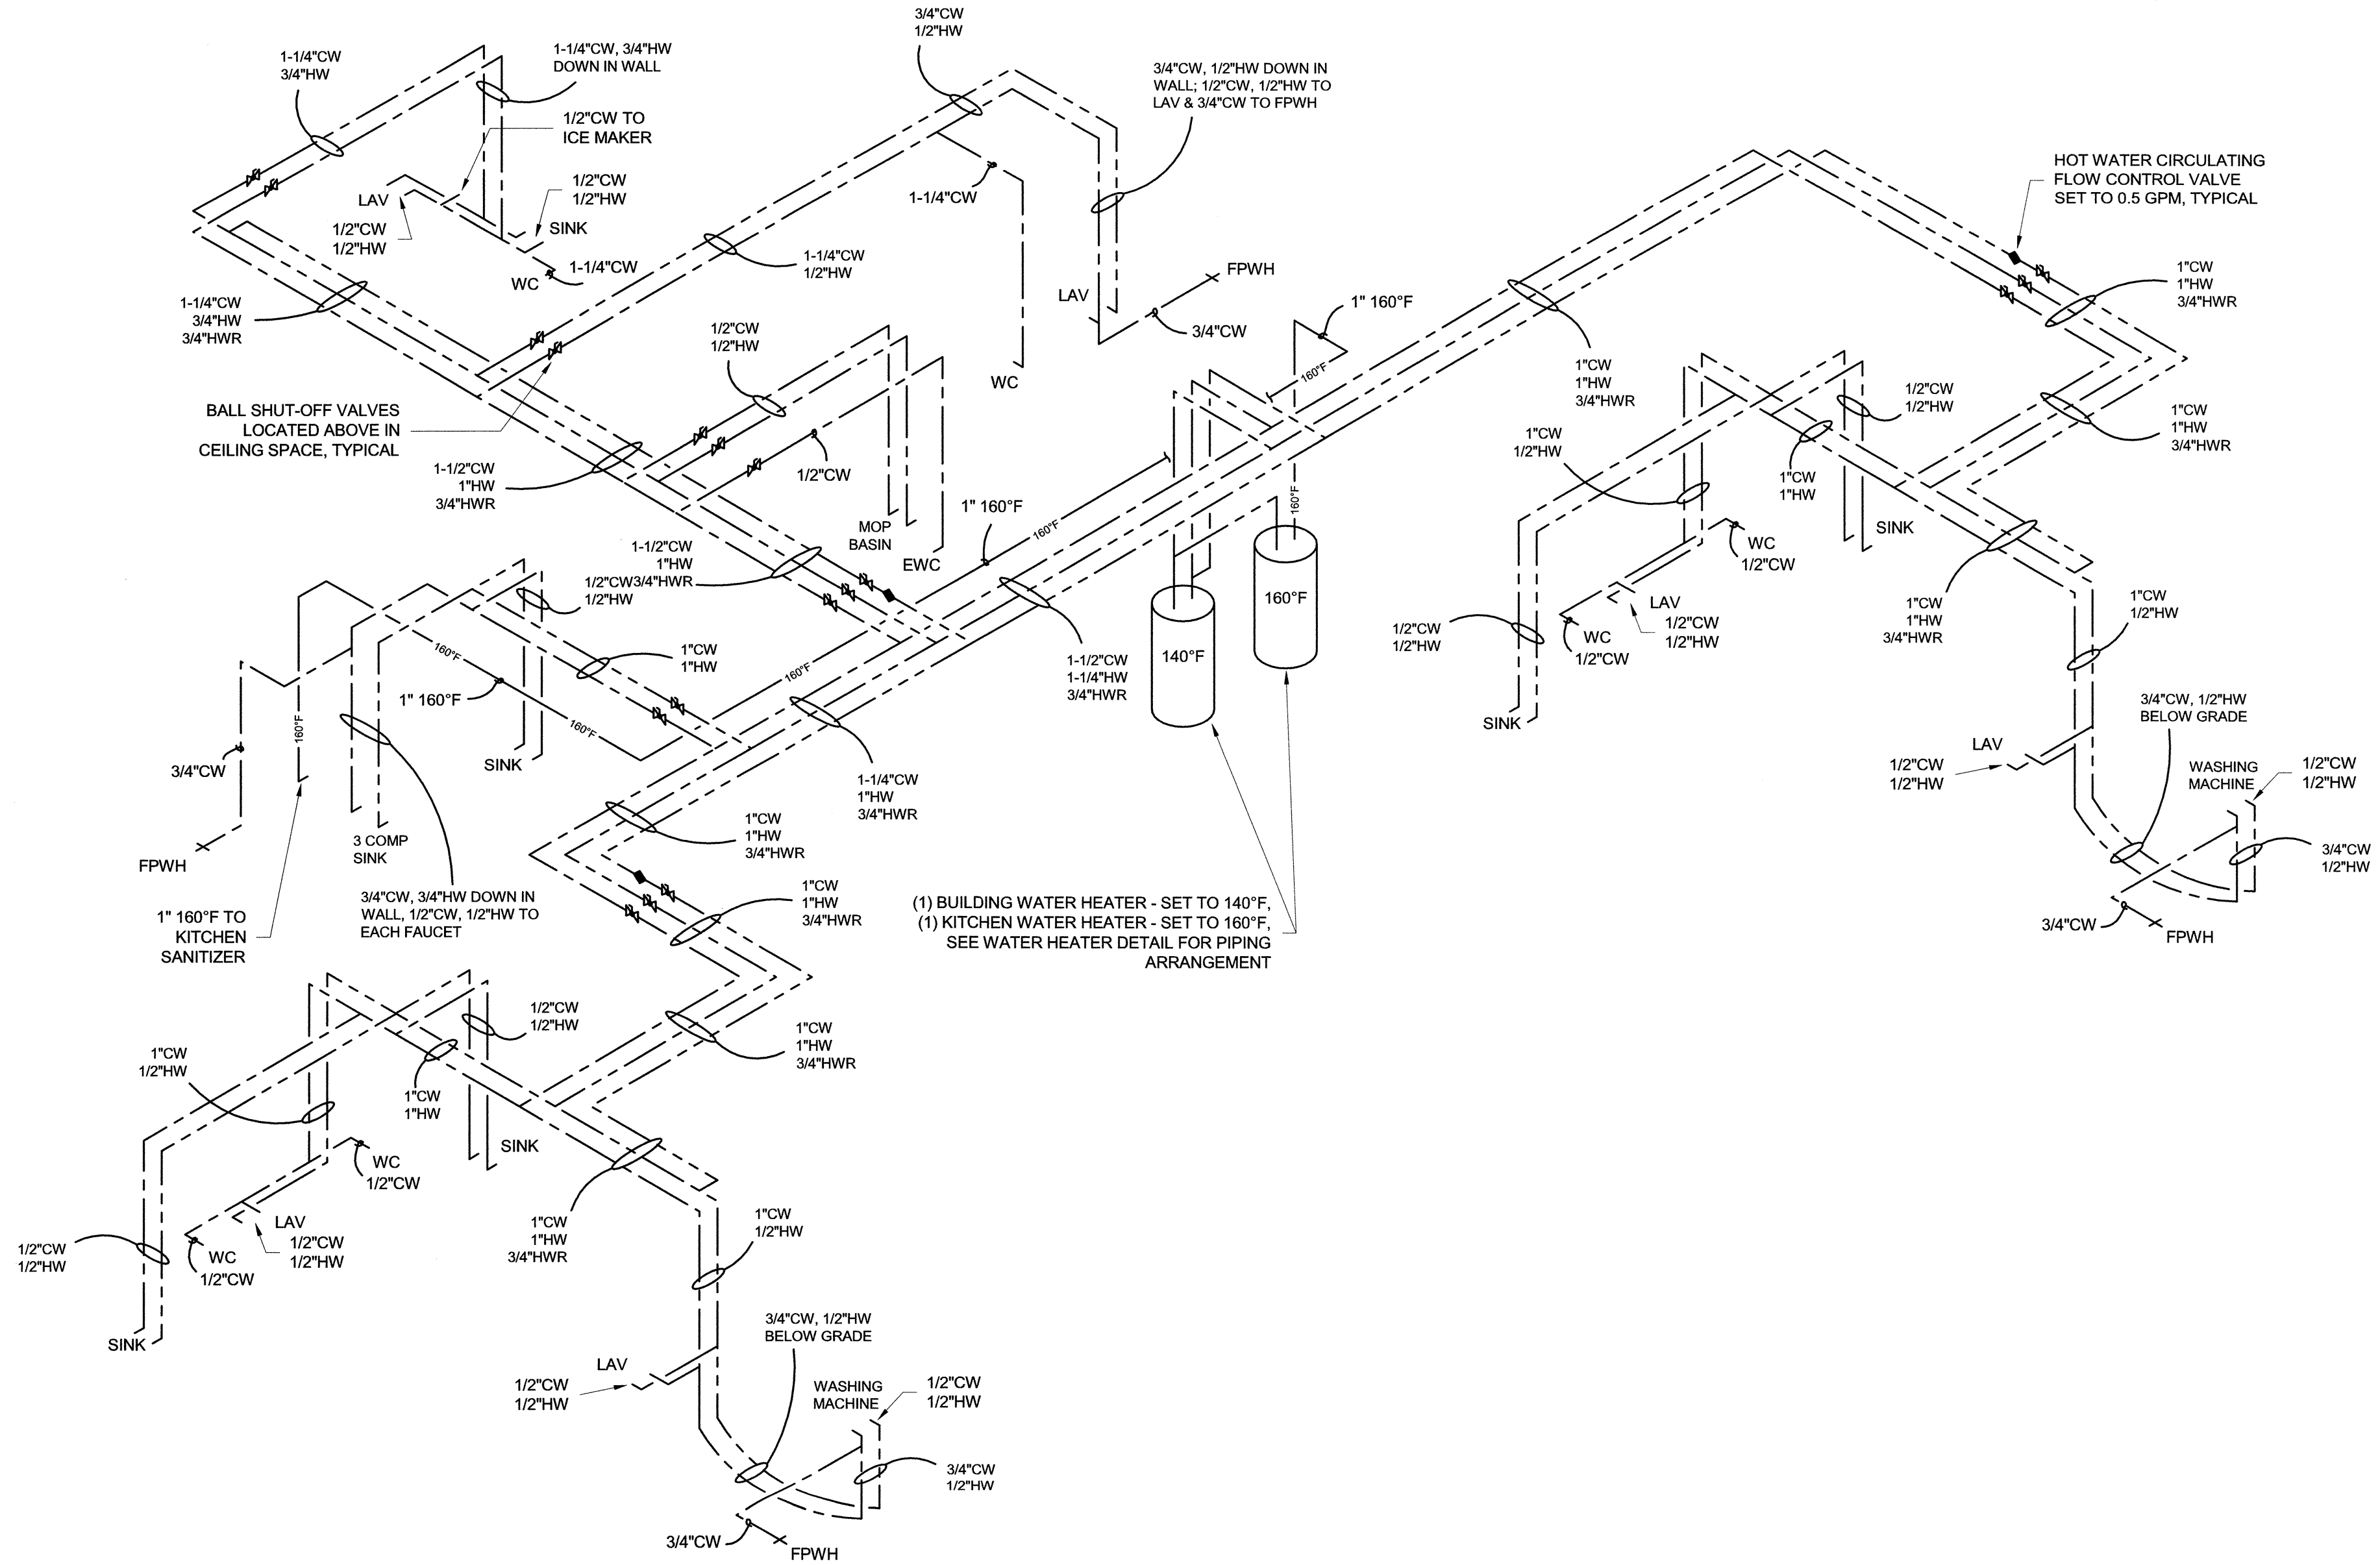 3/4"CW
1/2"HW
1-1/4"CW
3/4"HW
1-1/4"CW, 3/4"HW
DOWN IN WALL
3/4"CW, 1/2"HW DOWN IN
WALL; 1/2"CW, 1/2"HW TO
LAV & 3/4"CW TO FPWH
1/2"CW TO
ICE MAKER
1/2"CW
1/2"HW
LAV
1/2"CW
1/2"HW
SINK
1-1/4"CW
WC
1-1/4"CW
1-1/4"CW
1/2"HW
HOT WATER CIRCULATING
FLOW CONTROL VALVE
SET TO 0.5 GPM, TYPICAL
1-1/4"CW
3/4"HW
3/4"HWR
FPWH
LAV
3/4"CW
1" 160°F
160°F
1"CW
1"HW
3/4"HWR
1/2"CW
1/2"HW
WC
1"CW
1"HW
3/4"HWR
BALL SHUT-OFF VALVES
LOCATED ABOVE IN
CEILING SPACE, TYPICAL
1-1/2"CW
1"HW
3/4"HWR
1/2"CW
MOP
BASIN
EWC
1" 160°F
160°F
160°F
1/2"CW
1/2"HW
1"CW
1"HW
3/4"HWR
1"CW
1/2"HW
1"CW
1"HW
SINK
WC
1/2"CW
1-1/2"CW
1"HW
3/4"HWR
1/2"CW
1/2"HW
160°F
140°F
160°F
160°F
1"CW
1"HW
1" 160°F
160°F
160°F
1-1/2"CW
1-1/4"HW
3/4"HWR
1/2"CW
1/2"HW
LAV
1/2"CW
1/2"HW
WC
1/2"CW
1"CW
1"HW
3/4"HWR
1"CW
1/2"HW
SINK
3/4"CW, 1/2"HW
BELOW GRADE
SINK
3/4"CW
FPWH
3 COMP
SINK
1-1/4"CW
1"HW
3/4"HWR
1"CW
1"HW
3/4"HWR
LAV
1/2"CW
1/2"HW
WASHING
MACHINE
1/2"CW
1/2"HW
3/4"CW
1/2"HW
3/4"CW
FPWH
1" 160°F TO
KITCHEN
SANITIZER
3/4"CW, 3/4"HW DOWN IN
WALL, 1/2"CW, 1/2"HW TO
EACH FAUCET
1"CW
1"HW
3/4"HWR
(1) BUILDING WATER HEATER - SET TO 140°F,
(1) KITCHEN WATER HEATER - SET TO 160°F,
SEE WATER HEATER DETAIL FOR PIPING
ARRANGEMENT
1/2"CW
1/2"HW
1"CW
1"HW
3/4"HWR
1"CW
1/2"HW
1"CW
1"HW
SINK
WC
1/2"CW
LAV
1/2"CW
1/2"HW
WC
1/2"CW
1/2"CW
1/2"HW
1"CW
1"HW
3/4"HWR
1"CW
1/2"HW
SINK
3/4"CW, 1/2"HW
BELOW GRADE
LAV
1/2"CW
1/2"HW
WASHING
MACHINE
1/2"CW
1/2"HW
3/4"CW
1/2"HW
3/4"CW
FPWH